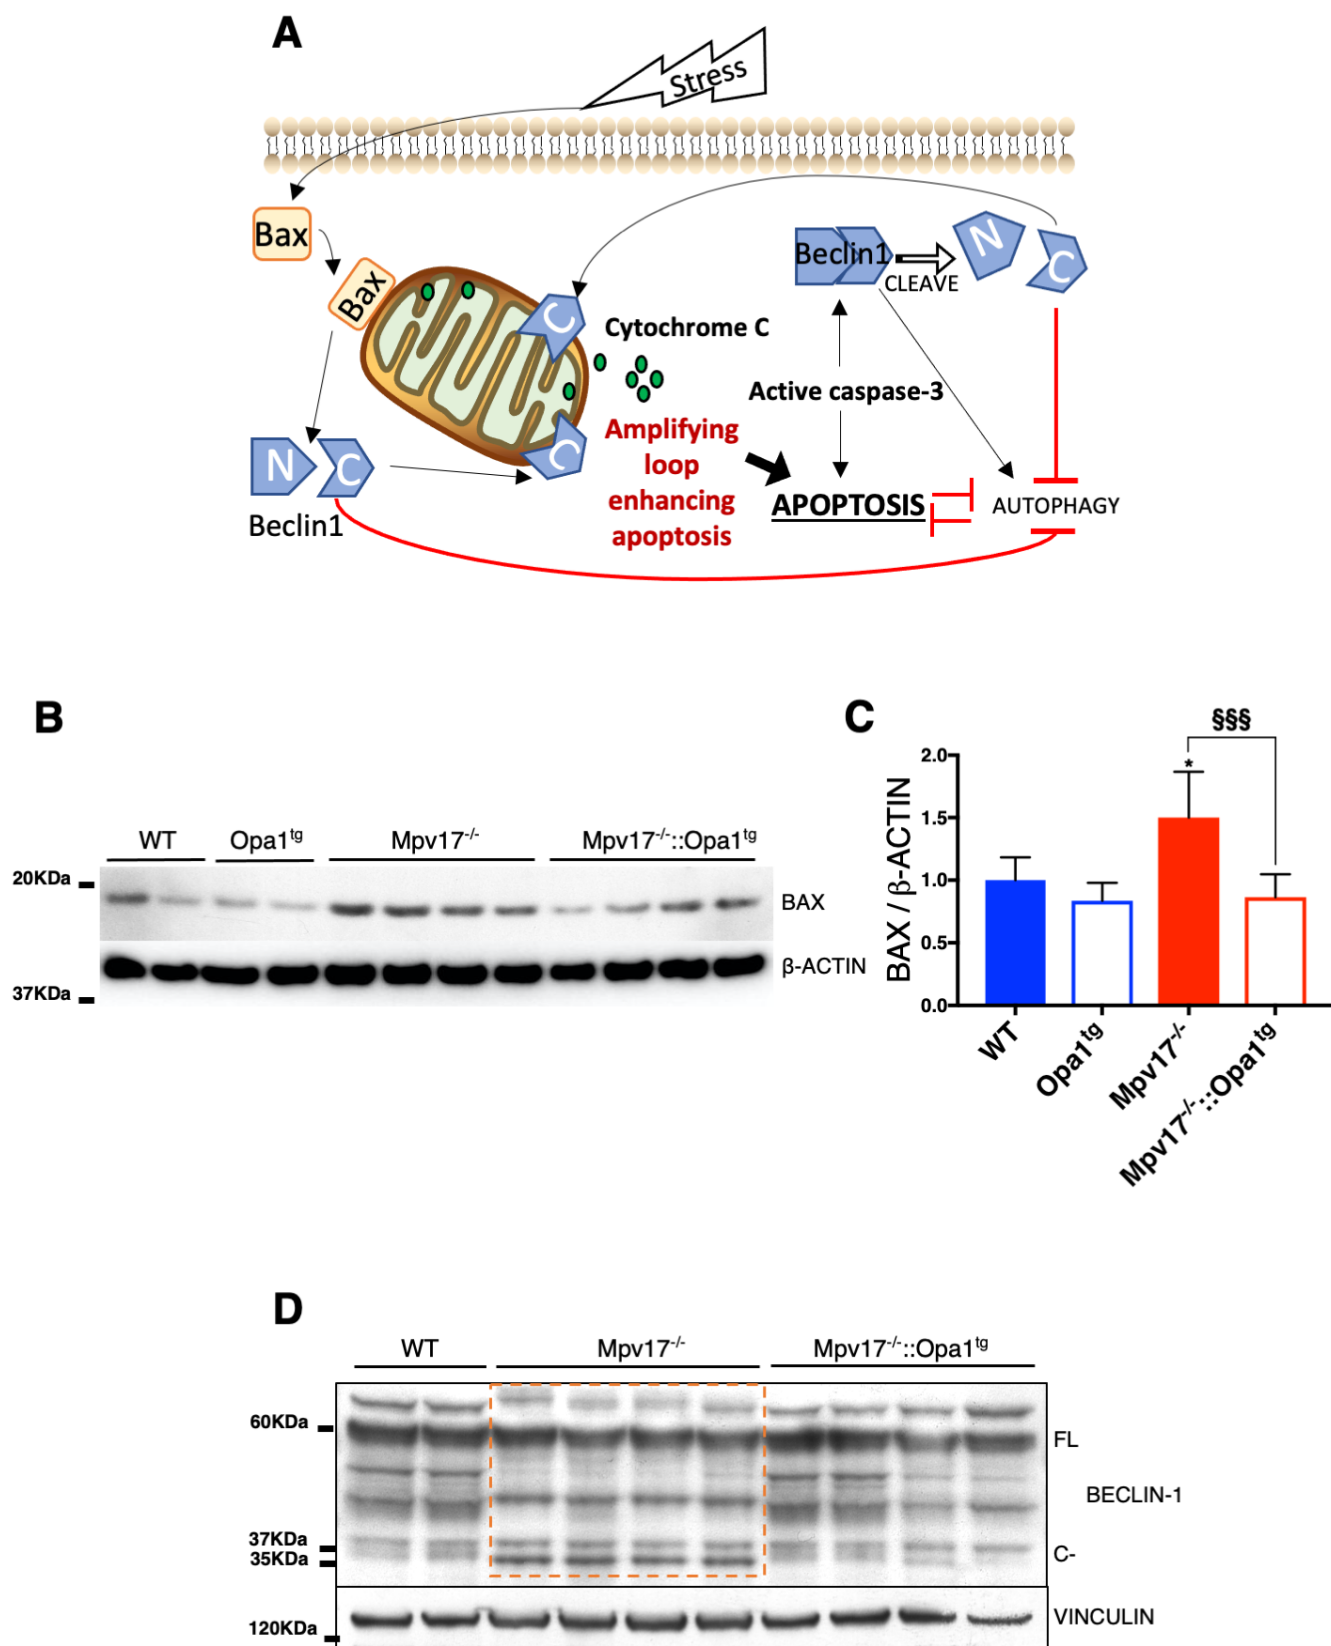 A
Stress
Bax
Bax
Beclin1
N
C
CLEAVE
C
Cytochrome C
Active caspase-3
Amplifying
loop
enhancing
apoptosis
C
N
C
Beclin1
APOPTOSIS
AUTOPHAGY
B
WT
Opa1tg
Mpv17-/-
Mpv17-/-::Opa1tg
20KDa
BAX
β-ACTIN
37KDa
C
§§§
*
BAX / β-ACTIN
2.0
1.5
1.0
0.5
0.0
WT
Opa1tg
Mpv17-/-
Mpv17-/-::Opa1tg
D
WT
Mpv17-/-
Mpv17-/-::Opa1tg
60KDa
FL
BECLIN-1
37KDa
35KDa
C-
VINCULIN
120KDa